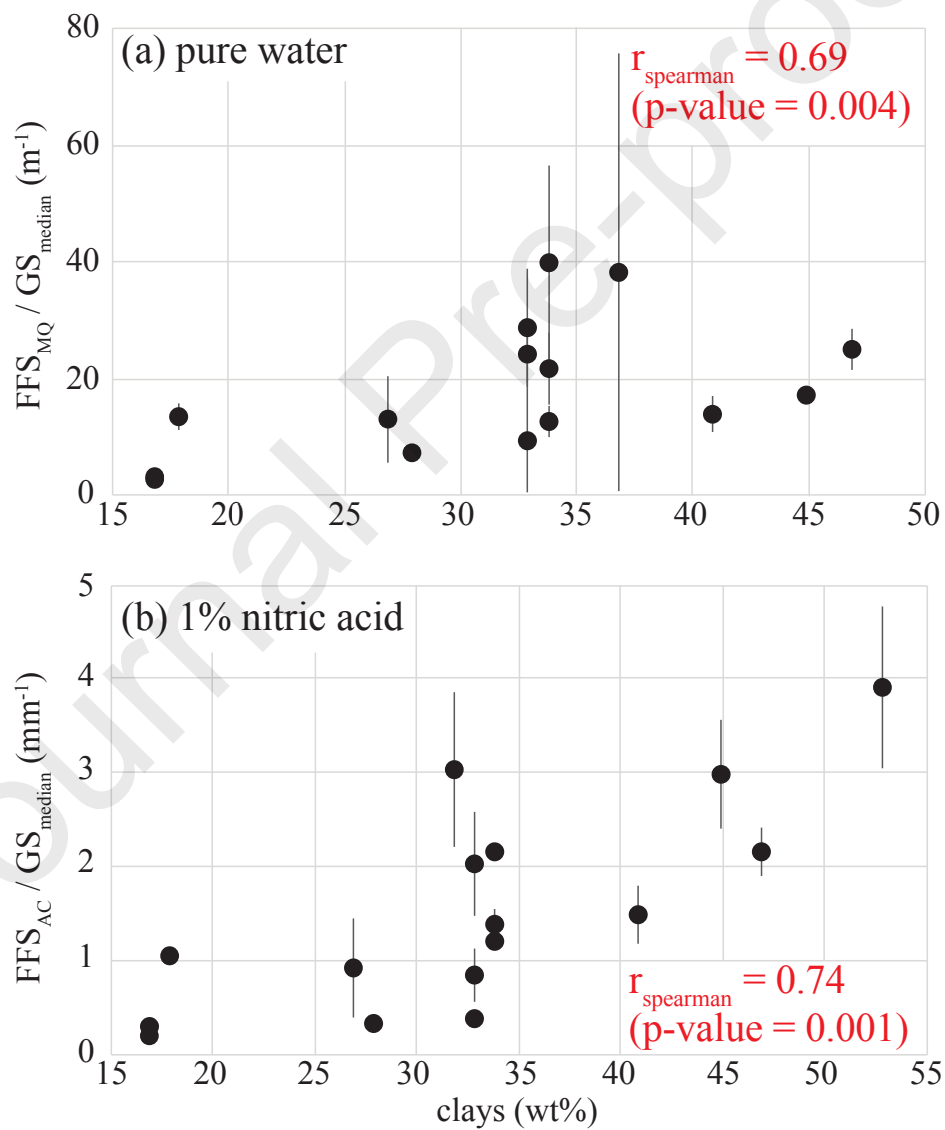 80
60
40
20
0
FFS_MQ / GS_median (m⁻¹)
(a) pure water
r_spearman = 0.69
(p-value = 0.004)
15 20 25 30 35 40 45 50
5
4
3
2
1
0
FFS_AC / GS_median (mm⁻¹)
(b) 1% nitric acid
r_spearman = 0.74
(p-value = 0.001)
15 20 25 30 35 40 45 50 55
clays (wt%)
ournal Pre-proo